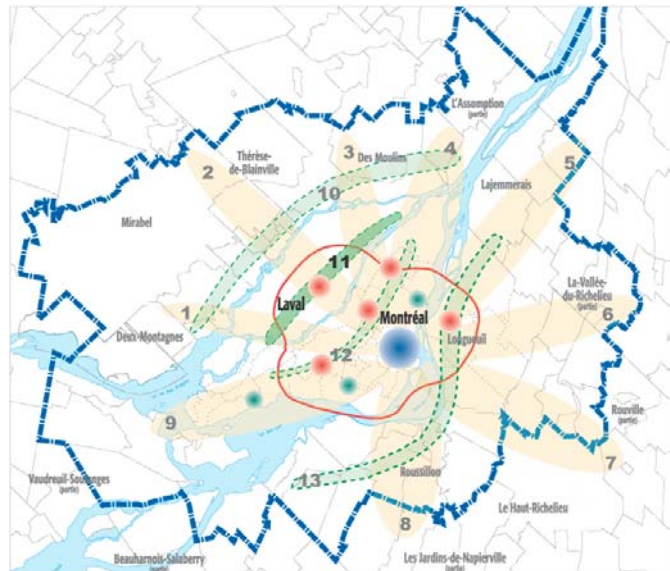 L'Assomption
(partie)
Thérèse-
de-Blainville
3
Des Moulins
4
5
2
Lajemmerais
10
Mirabel
11
La-Vallée-
du-Richelieu
Laval
Montréal
1
6
Deux-Montagnes
Longueuil
12
9
Rouville
(partie)
7
Vaudreuil-Soulanges
(partie)
13
Roussillon
Le Haut-Richelieu
8
Beauharnois-Salaberry
(partie)
Les Jardins-de-Napierville
(partie)